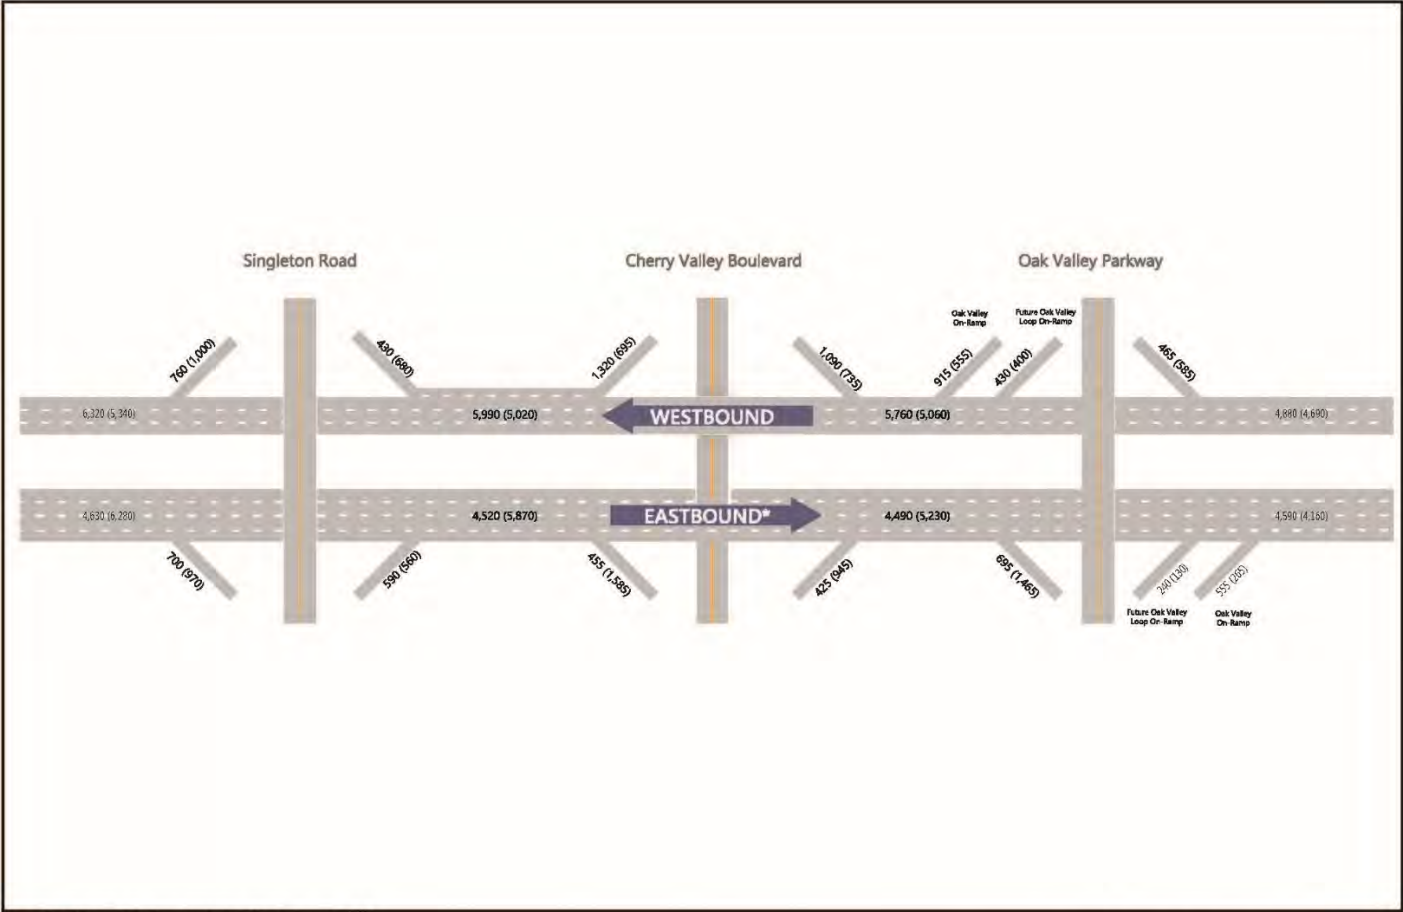 Singleton Road
Cherry Valley Boulevard
Oak Valley Parkway
Oak Valley
On-Ramp
Future Oak Valley
Loop On-Ramp
760 (1,000)
430 (680)
1,320 (695)
1,090 (735)
915 (555)
430 (400)
465 (585)
6,320 (5,340)
5,990 (5,020)
WESTBOUND
5,760 (5,060)
4,880 (4,690)
4,630 (6,280)
4,520 (5,870)
EASTBOUND*
4,490 (5,230)
4,590 (4,160)
700 (970)
590 (560)
455 (1,585)
425 (945)
695 (1,465)
240 (130)
555 (265)
Future Oak Valley
Loop On-Ramp
Oak Valley
On-Ramp